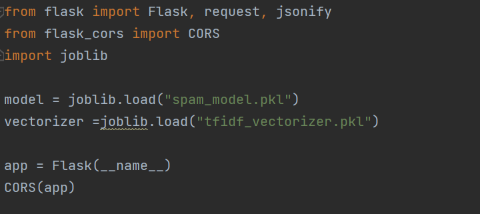 from flask import Flask, request, jsonify
from flask_cors import CORS
import joblib
model = joblib.load("spam_model.pkl")
vectorizer =joblib.load("tfidf_vectorizer.pkl")
app = Flask(__name__)
CORS(app)